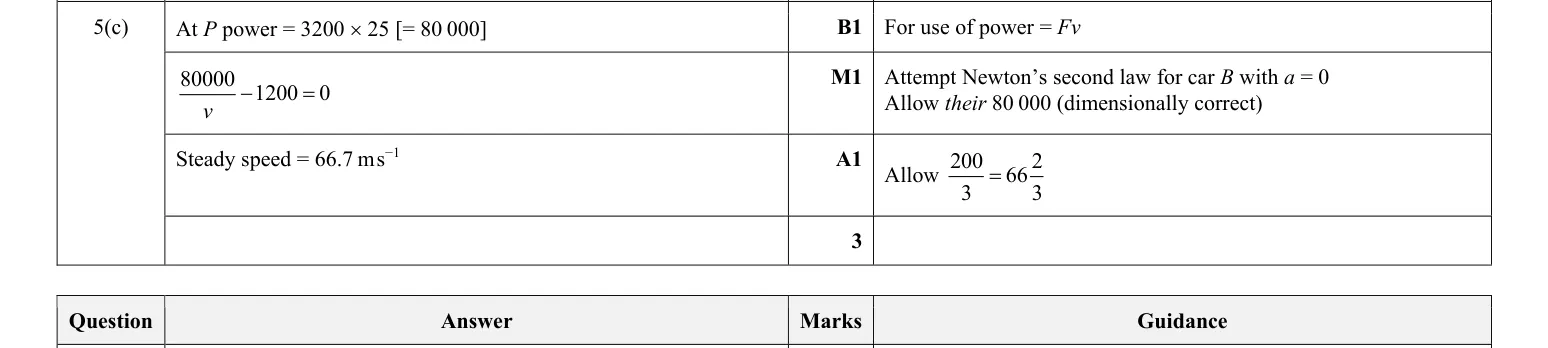 5(c) At P power = 3200 × 25 [= 80 000] B1 For use of power = Fv
80000/v − 1200 = 0 M1 Attempt Newton’s second law for car B with a = 0
Allow their 80 000 (dimensionally correct)
Steady speed = 66.7 m s⁻¹ A1 Allow 200/3 = 66 2/3
3
Question Answer Marks Guidance